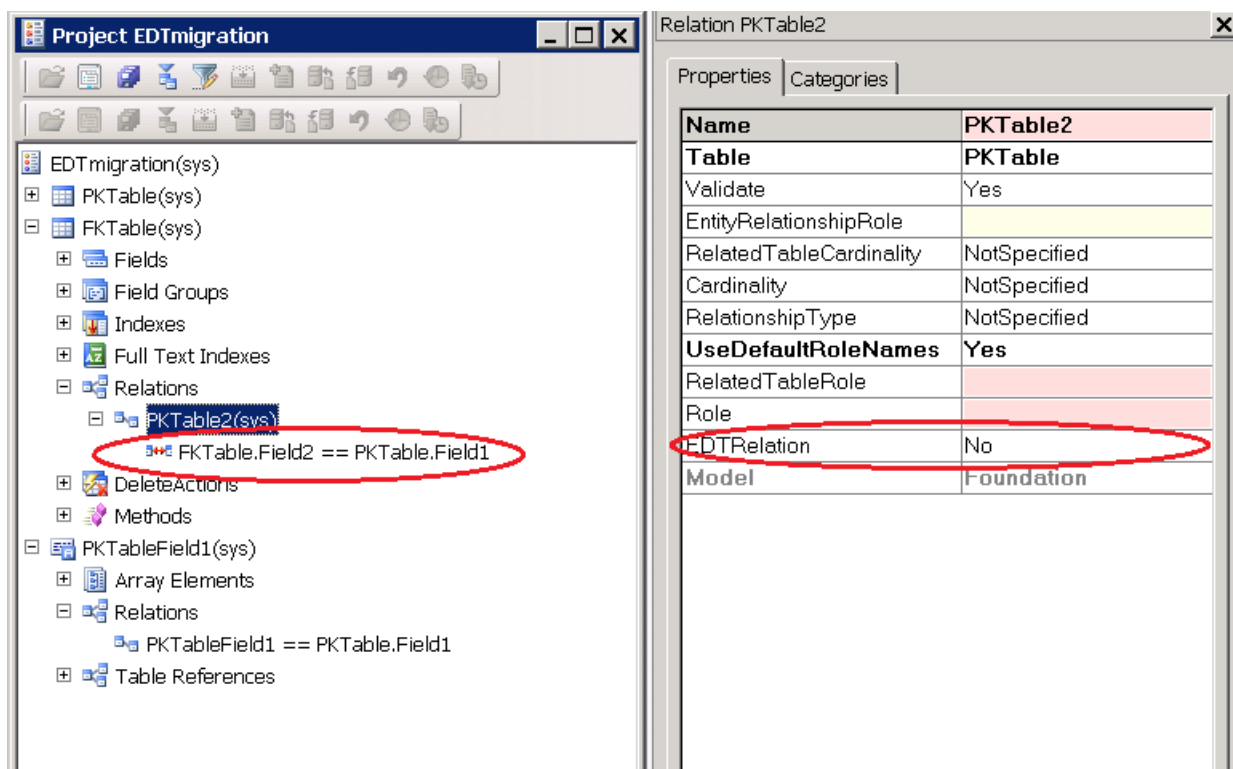 Project EDTmigration
EDTmigration(sys)
PKTable(sys)
FKTable(sys)
Fields
Field Groups
Indexes
Full Text Indexes
Relations
PKTable2(sys)
FKTable.Field2 == PKTable.Field1
DeleteActions
Methods
PKTableField1(sys)
Array Elements
Relations
PKTableField1 == PKTable.Field1
Table References
Relation PKTable2
Properties Categories
Name PKTable2
Table PKTable
Validate Yes
EntityRelationshipRole
RelatedTableCardinality NotSpecified
Cardinality NotSpecified
RelationshipType NotSpecified
UseDefaultRoleNames Yes
RelatedTableRole
Role
EDTRelation No
Model Foundation